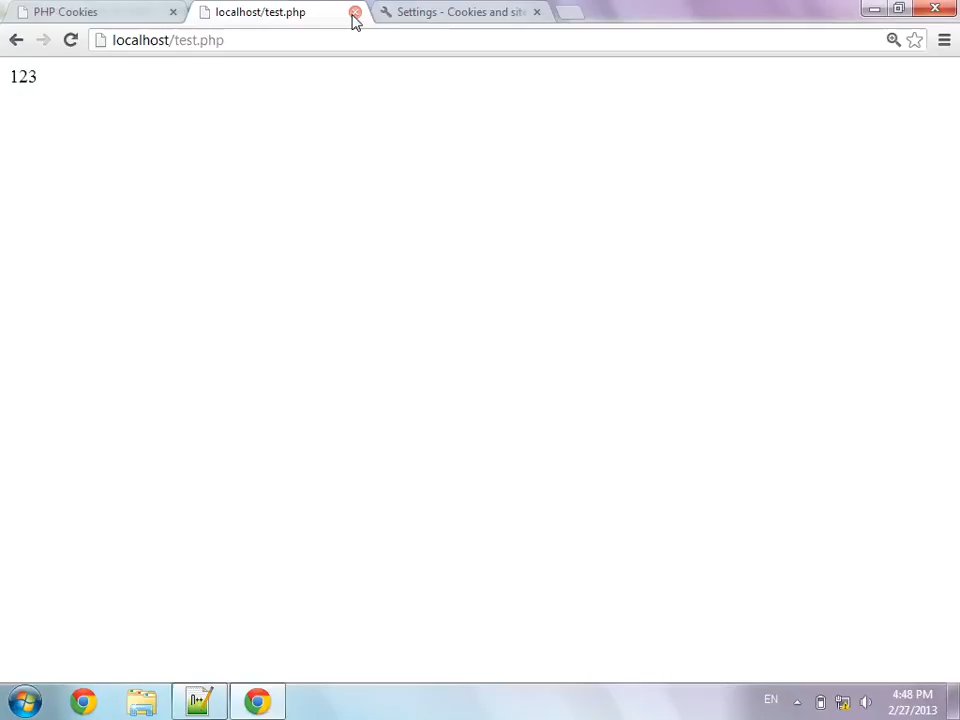 PHP Cookies
localhost/test.php
Settings - Cookies and sit
localhost/test.php
123
EN
4:48 PM
2/27/2013